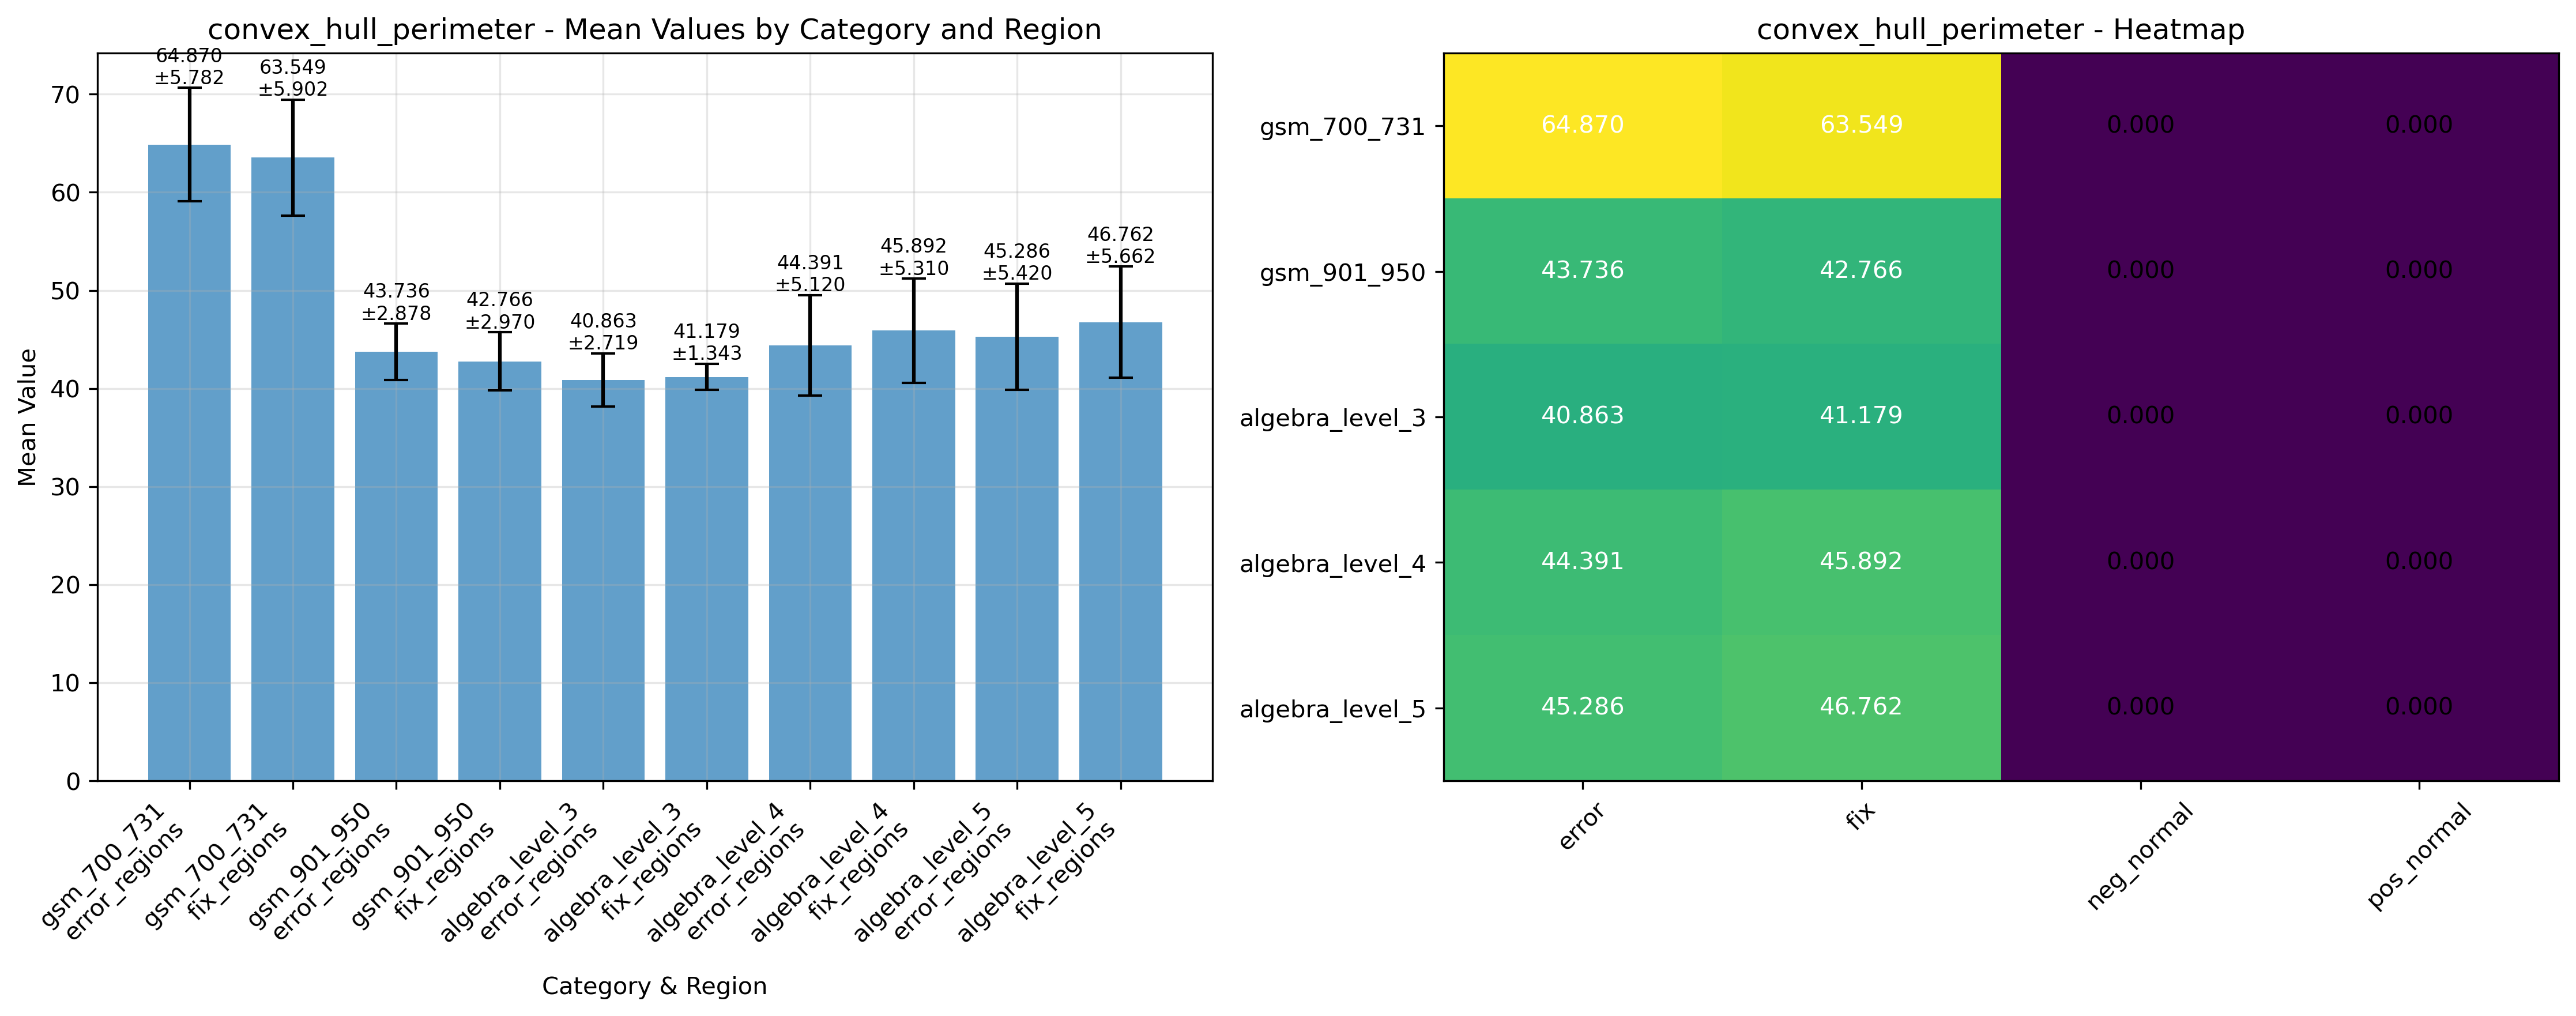 convex_hull_perimeter - Mean Values by Category and Region
Mean Value
70
60
50
40
30
20
10
0
64.870
±5.782
63.549
±5.902
43.736
±2.878
42.766
±2.970
40.863
±2.719
41.179
±1.343
44.391
±5.120
45.892
±5.310
45.286
±5.420
46.762
±5.662
gsm_700_731
error_regions
gsm_700_731
fix_regions
gsm_901_950
error_regions
gsm_901_950
fix_regions
algebra_level_3
error_regions
algebra_level_3
fix_regions
algebra_level_4
error_regions
algebra_level_4
fix_regions
algebra_level_5
error_regions
algebra_level_5
fix_regions
Category & Region
convex_hull_perimeter - Heatmap
gsm_700_731 64.870 63.549 0.000 0.000
gsm_901_950 43.736 42.766 0.000 0.000
algebra_level_3 40.863 41.179 0.000 0.000
algebra_level_4 44.391 45.892 0.000 0.000
algebra_level_5 45.286 46.762 0.000 0.000
error fix neg_normal pos_normal